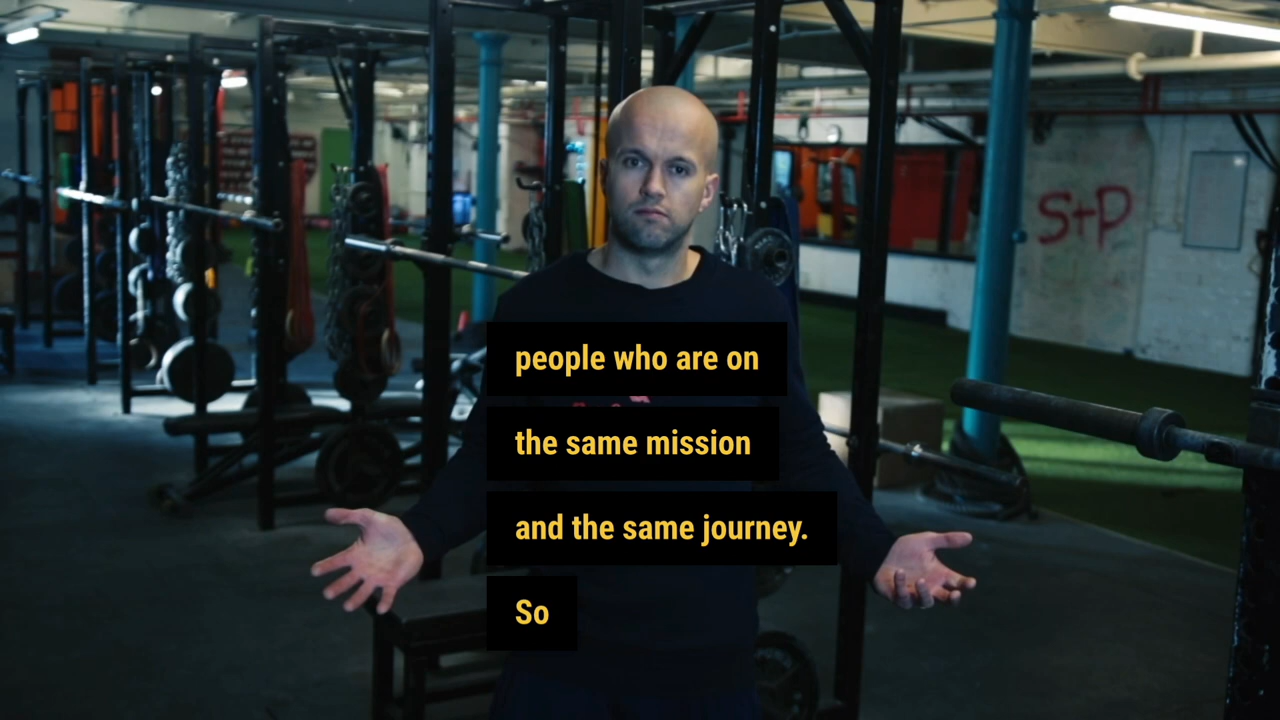 people who are on
the same mission
and the same journey.
So
S+P